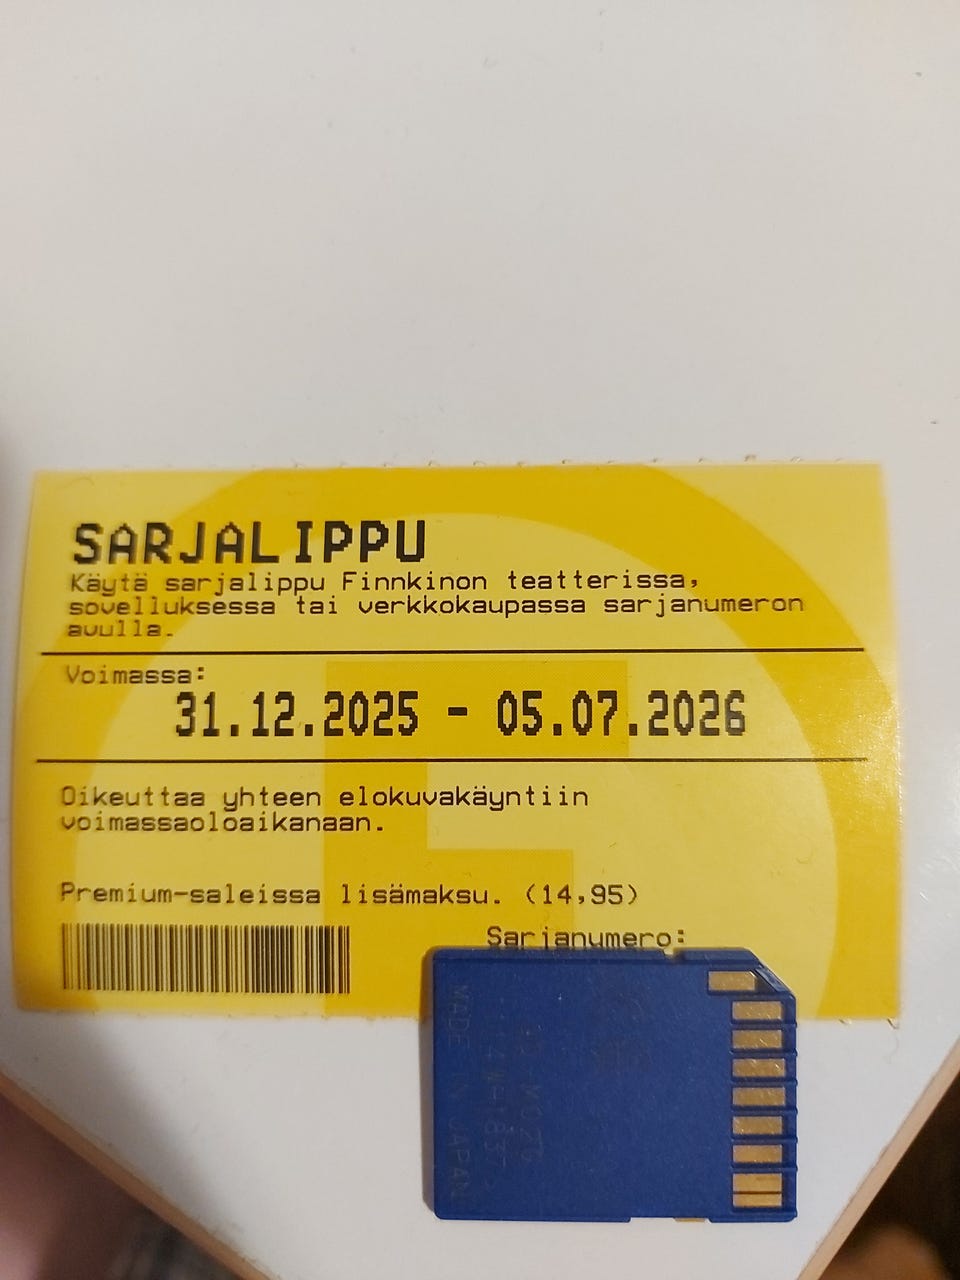 SARJALIPPU
Käytä sarjalippu Finnkinon teatterissa,
sovelluksessa tai verkkokaupassa sarjanumeron
avulla.
Voimassa:
31.12.2025 - 05.07.2026
Oikeuttaa yhteen elokuvakäyntiin
voimassaoloaikanaan.
Premium-saleissa lisämaksu. (14,95)
Sarjanumero:
MADE IN JAPAN